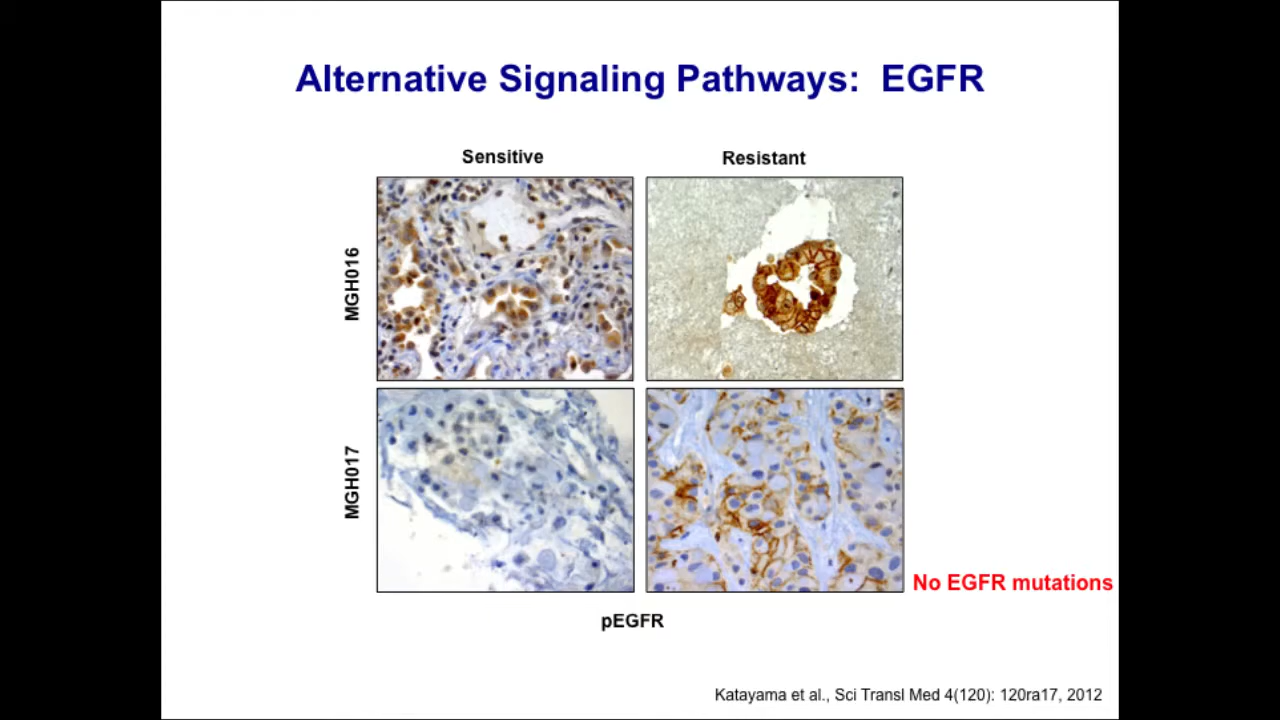 Alternative Signaling Pathways:  EGFR
Sensitive
Resistant
MGH016
MGH017
No EGFR mutations
pEGFR
Katayama et al., Sci Transl Med 4(120): 120ra17, 2012